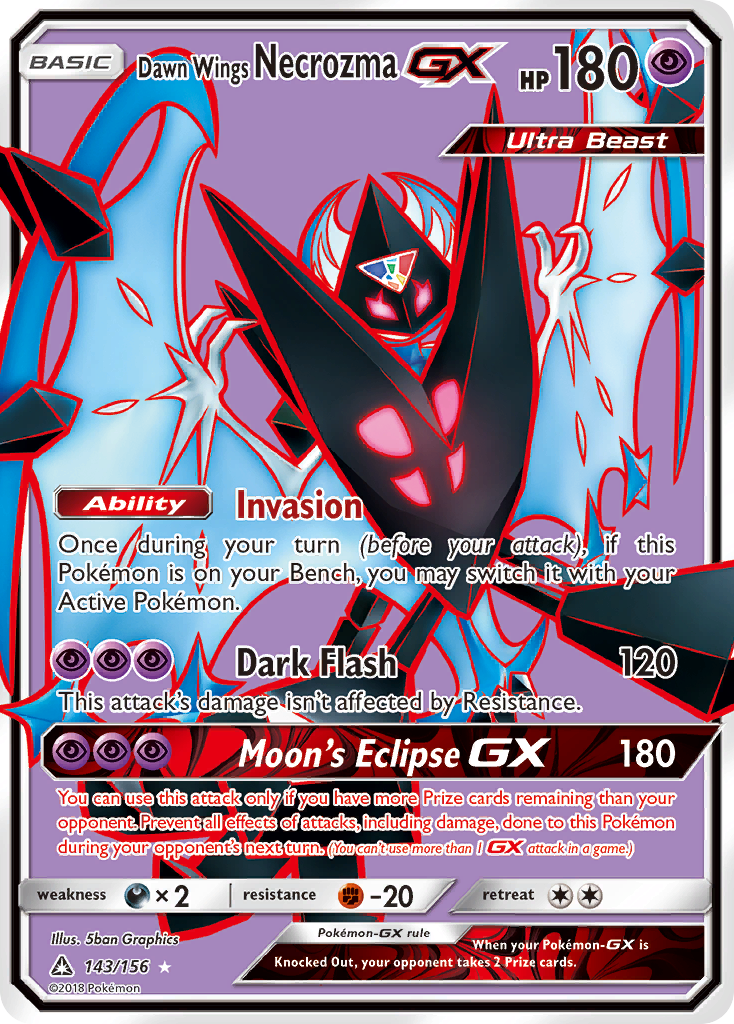 BASIC Dawn Wings Necrozma GX HP 180
Ultra Beast
Ability Invasion
Once during your turn (before your attack), if this
Pokémon is on your Bench, you may switch it with your
Active Pokémon.
Dark Flash 120
This attack's damage isn't affected by Resistance.
Moon's Eclipse GX 180
You can use this attack only if you have more Prize cards remaining than your
opponent. Prevent all effects of attacks, including damage, done to this Pokémon
during your opponent's next turn. (You can't use more than 1 GX attack in a game.)
weakness ×2 resistance -20 retreat
Illus. 5ban Graphics
Pokémon-GX rule
When your Pokémon-GX is
Knocked Out, your opponent takes 2 Prize cards.
143/156
©2018 Pokémon